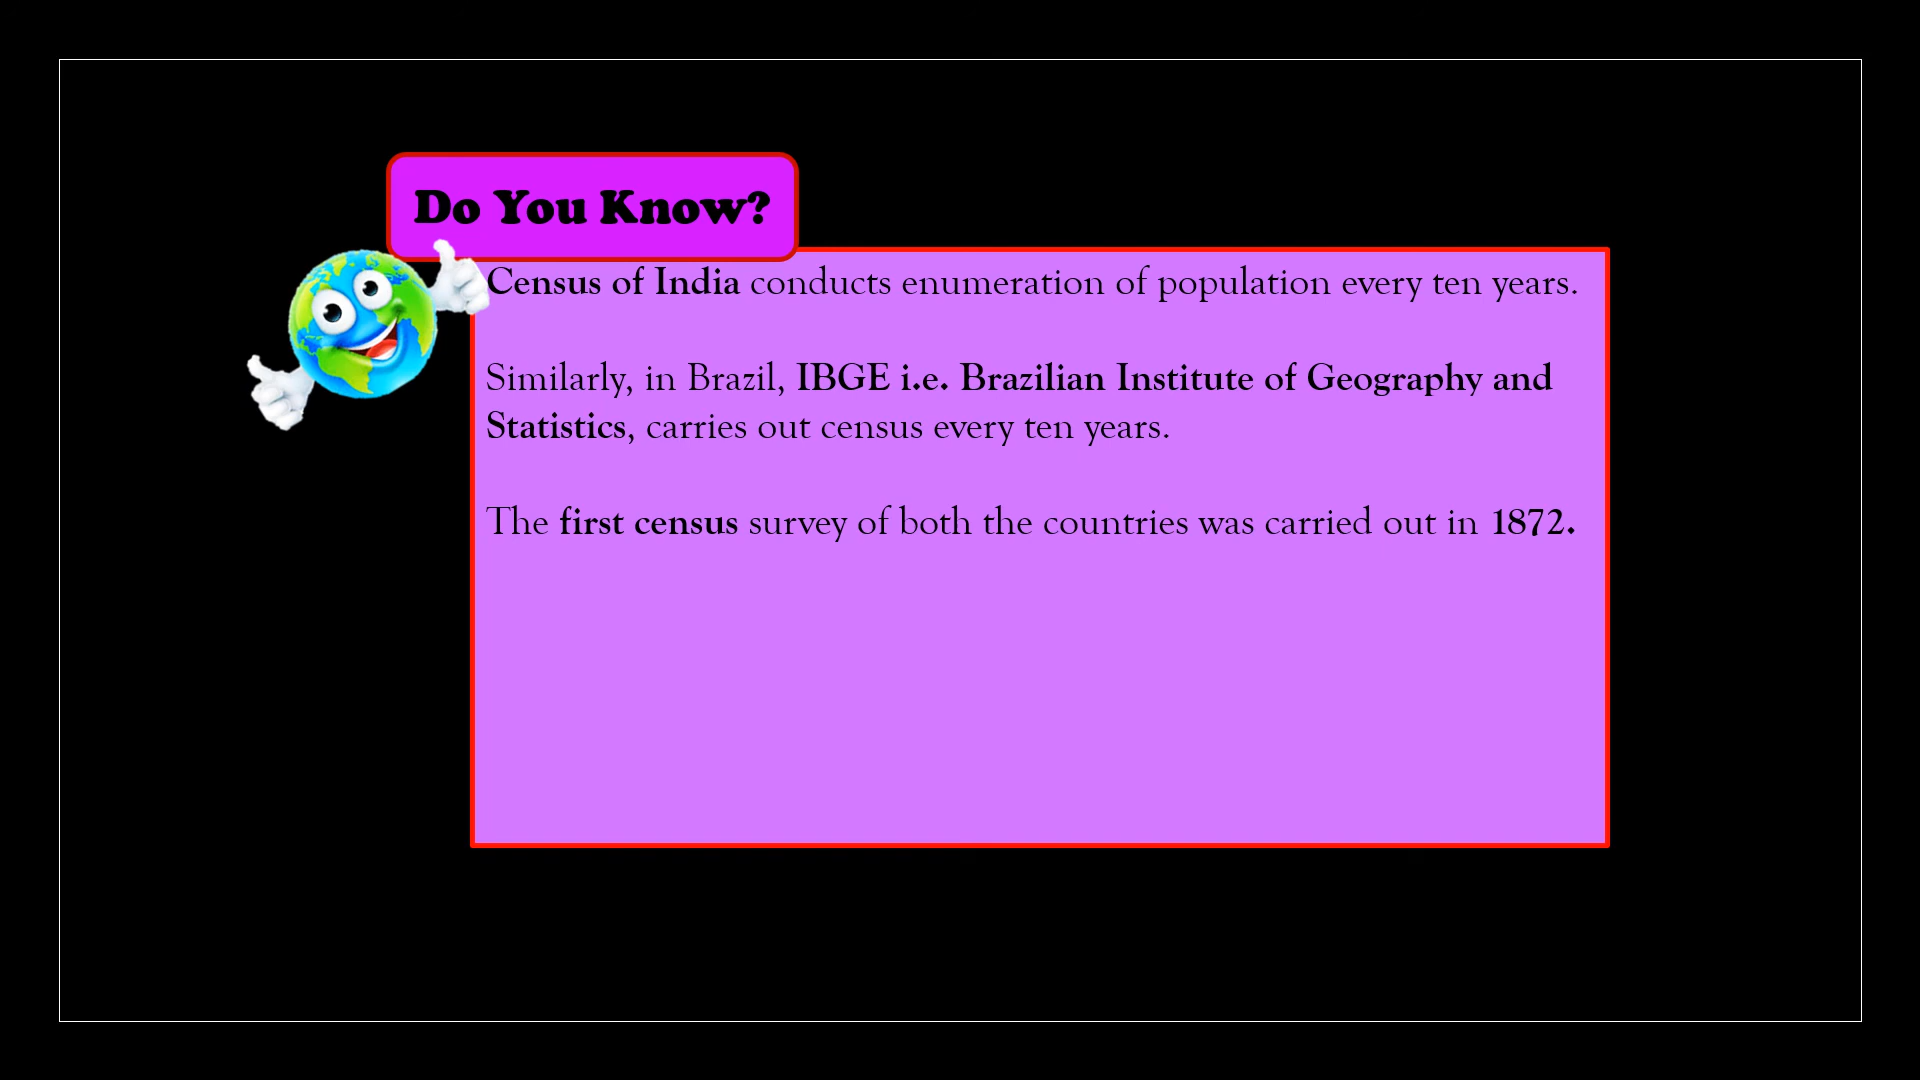 Do You Know?
Census of India conducts enumeration of population every ten years.
Similarly, in Brazil, IBGE i.e. Brazilian Institute of Geography and
Statistics, carries out census every ten years.
The first census survey of both the countries was carried out in 1872.